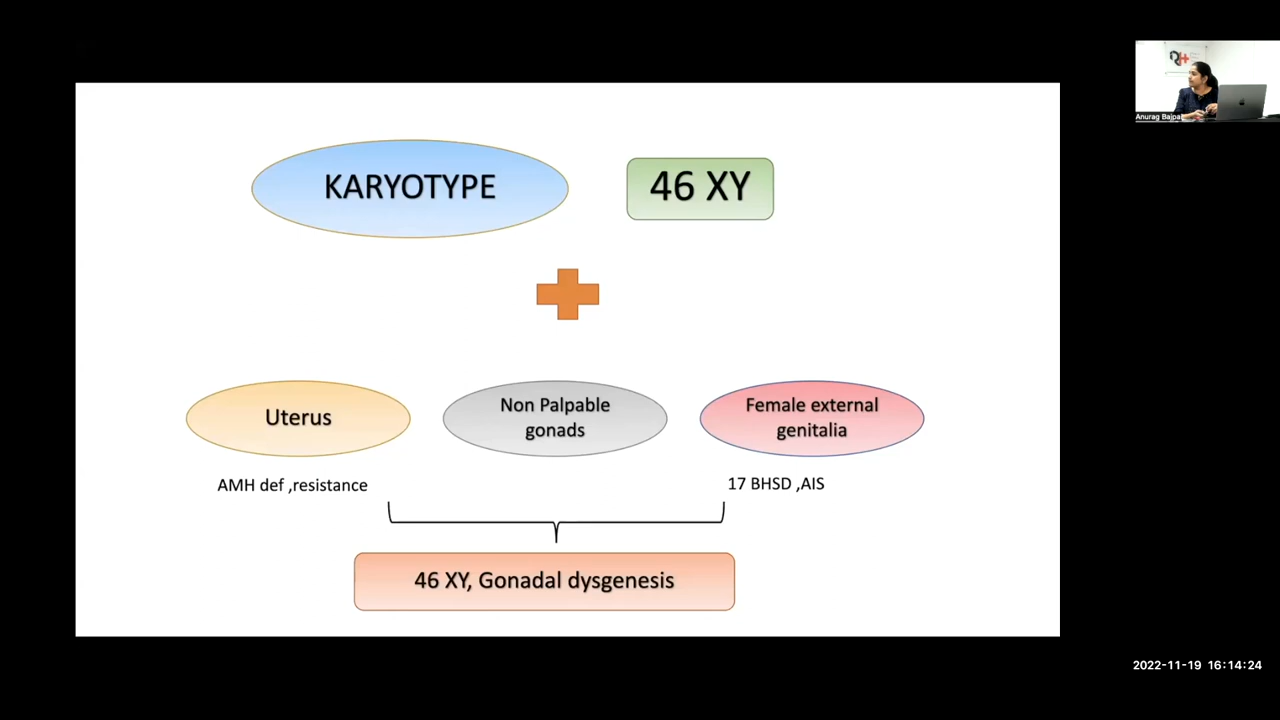 KARYOTYPE
46 XY
Uterus
Non Palpable
gonads
Female external
genitalia
AMH def ,resistance
17 BHSD ,AIS
46 XY, Gonadal dysgenesis
Anurag Bajpai
2022-11-19 16:14:24